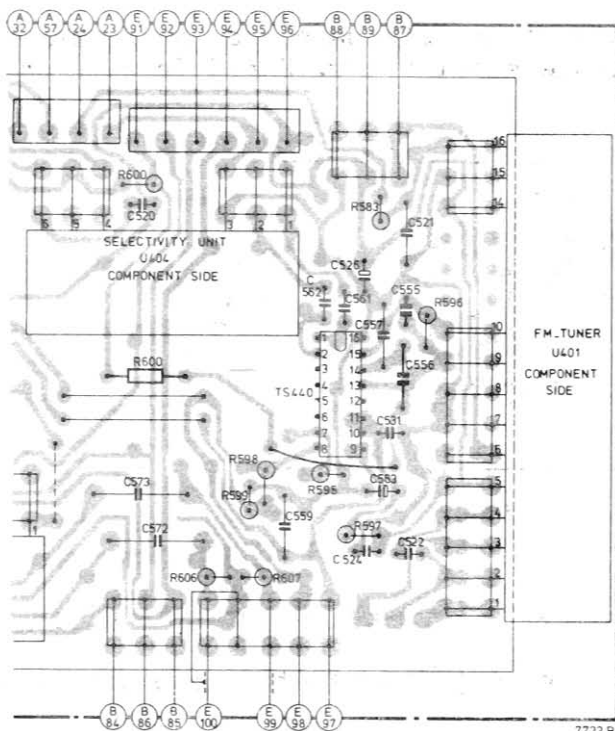 A 32 A 57 A 24 A 23 E 91 E 92 E 93 E 94 E 95 E 96 B 88 B 89 B 87
16
R600
15
R583
C520
14
6 5 4 3 2 1
C521
SELECTIVITY UNIT
U404
COMPONENT SIDE
C525
C 562
C561
C555
R596
C557
10
1 16
FM_TUNER
2 15
9
U401
R600
3 14
C556
COMPONENT
4 13
8
SIDE
TS440
5 12
6 11
7
7 10
C531
8 9
6
R598
R595
C573
5
C563
R599
4
C559
R597
C572
3
C524
C522
R606
R607
2
1
B 84 B 86 B 85 E 100 E 99 E 98 E 97
7733 B